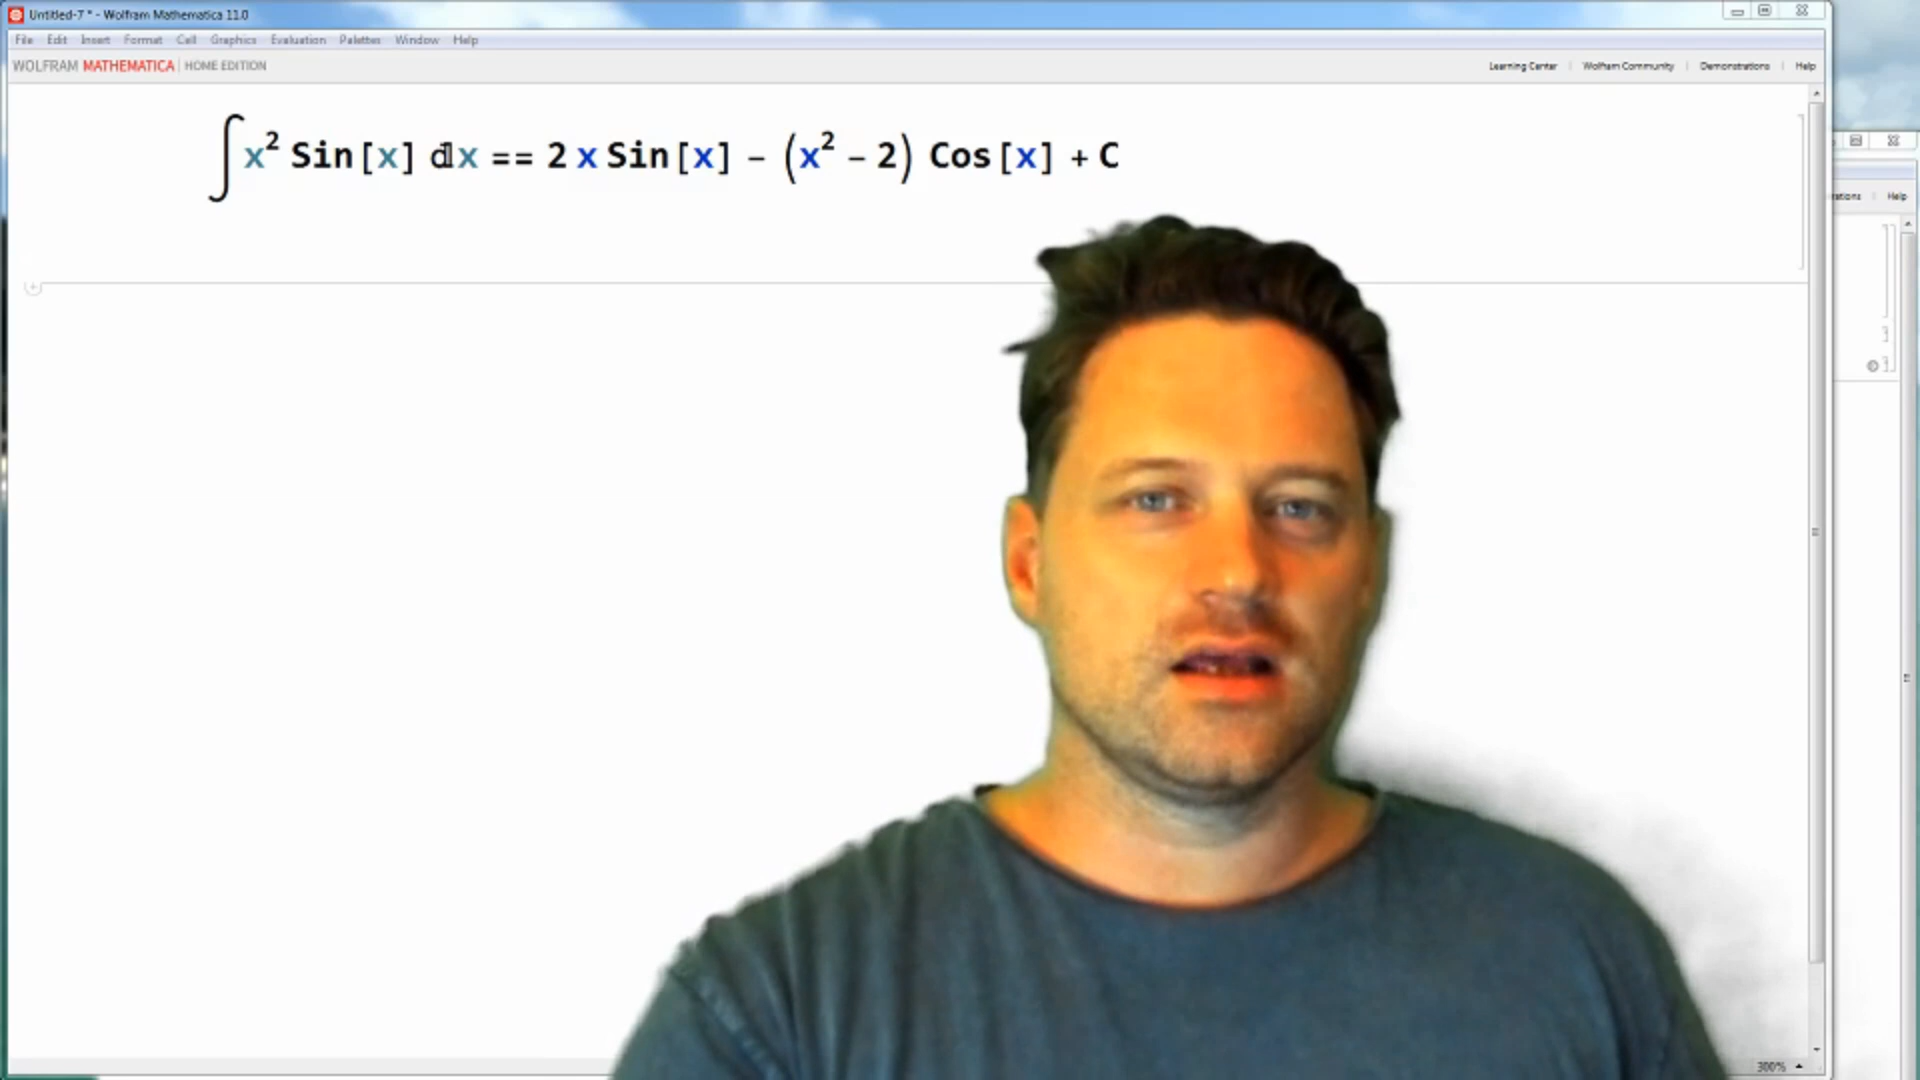 Untitled-7 * - Wolfram Mathematica 11.0
File Edit Insert Format Cell Graphics Evaluation Palettes Window Help
WOLFRAM MATHEMATICA | HOME EDITION
Learning Center | Wolfram Community | Demonstrations | Help
∫x² Sin[x] ⅆx == 2 x Sin[x] - (x² - 2) Cos[x] + C
Help
300%